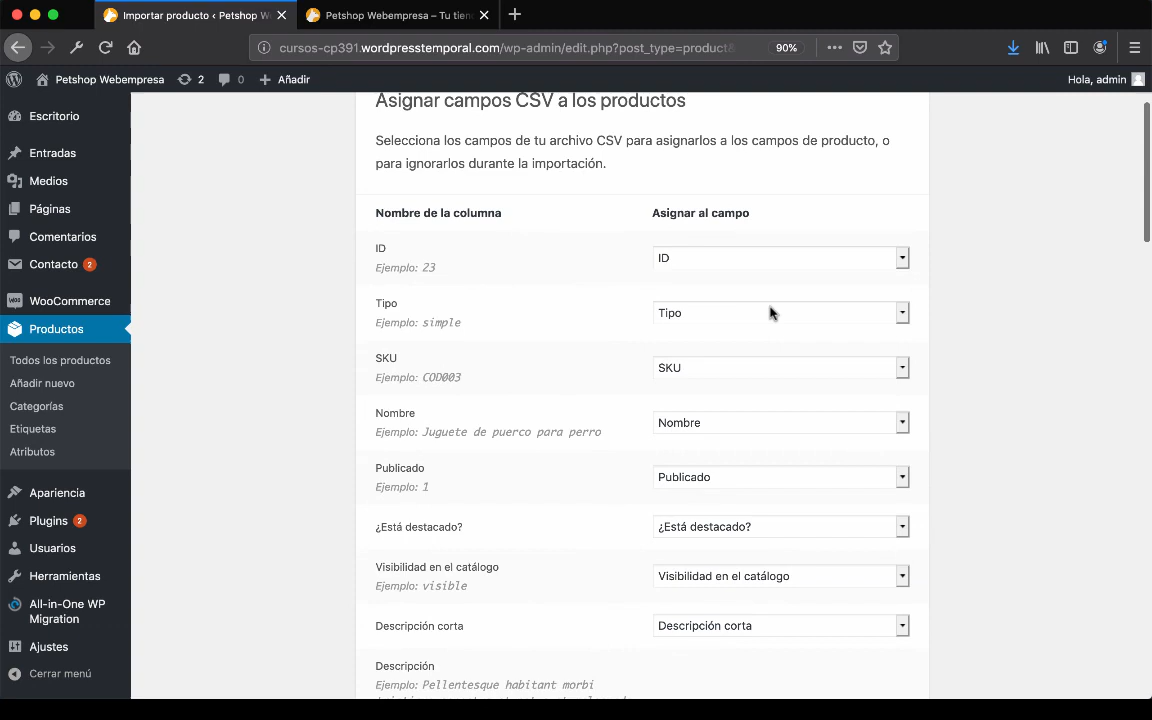 Importar producto ‹ Petshop W
Petshop Webempresa – Tu tien
cursos-cp391.wordpresstemporal.com/wp-admin/edit.php?post_type=product&
90%
Petshop Webempresa
2
0
Añadir
Hola, admin
Escritorio
Entradas
Medios
Páginas
Comentarios
Contacto 2
WooCommerce
Productos
Todos los productos
Añadir nuevo
Categorías
Etiquetas
Atributos
Apariencia
Plugins 2
Usuarios
Herramientas
All-in-One WP
Migration
Ajustes
Cerrar menú
Asignar campos CSV a los productos
Selecciona los campos de tu archivo CSV para asignarlos a los campos de producto, o
para ignorarlos durante la importación.
Nombre de la columna
Asignar al campo
ID
Ejemplo: 23
ID
Tipo
Ejemplo: simple
Tipo
SKU
Ejemplo: COD003
SKU
Nombre
Ejemplo: Juguete de puerco para perro
Nombre
Publicado
Ejemplo: 1
Publicado
¿Está destacado?
¿Está destacado?
Visibilidad en el catálogo
Ejemplo: visible
Visibilidad en el catálogo
Descripción corta
Descripción corta
Descripción
Ejemplo: Pellentesque habitant morbi